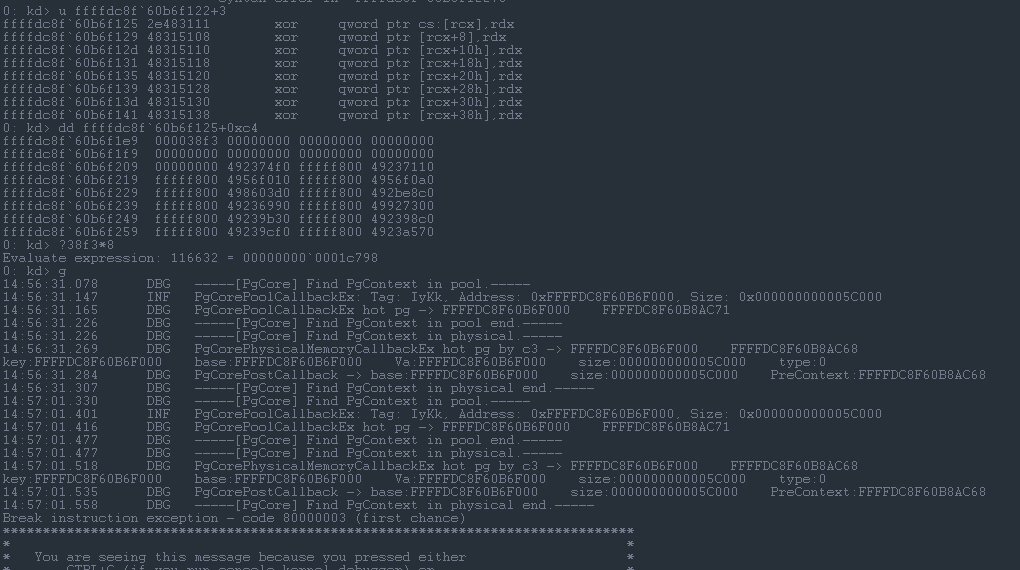 0: kd> u ffffdc8f`60b6f122+3
ffffdc8f`60b6f125 2e483111        xor     qword ptr cs:[rcx],rdx
ffffdc8f`60b6f129 48315108        xor     qword ptr [rcx+8],rdx
ffffdc8f`60b6f12d 48315110        xor     qword ptr [rcx+10h],rdx
ffffdc8f`60b6f131 48315118        xor     qword ptr [rcx+18h],rdx
ffffdc8f`60b6f135 48315120        xor     qword ptr [rcx+20h],rdx
ffffdc8f`60b6f139 48315128        xor     qword ptr [rcx+28h],rdx
ffffdc8f`60b6f13d 48315130        xor     qword ptr [rcx+30h],rdx
ffffdc8f`60b6f141 48315138        xor     qword ptr [rcx+38h],rdx
0: kd> dd ffffdc8f`60b6f125+0xc4
ffffdc8f`60b6f1e9  000038f3 00000000 00000000 00000000
ffffdc8f`60b6f1f9  00000000 00000000 00000000 00000000
ffffdc8f`60b6f209  00000000 492374f0 fffff800 49237110
ffffdc8f`60b6f219  fffff800 4956f010 fffff800 4956f0a0
ffffdc8f`60b6f229  fffff800 498603d0 fffff800 492be8c0
ffffdc8f`60b6f239  fffff800 49236990 fffff800 49927300
ffffdc8f`60b6f249  fffff800 49239b30 fffff800 492398c0
ffffdc8f`60b6f259  fffff800 49239cf0 fffff800 4923a570
0: kd> ?38f3*8
Evaluate expression: 116632 = 00000000`0001c798
0: kd> g
14:56:31.078      DBG   -----[PgCore] Find PgContext in pool.-----
14:56:31.147      INF   PgCorePoolCallbackEx: Tag: IyKk, Address: 0xFFFFDC8F60B6F000, Size: 0x000000000005C000
14:56:31.165      DBG   PgCorePoolCallbackEx hot pg -> FFFFDC8F60B6F000    FFFFDC8F60B8AC71
14:56:31.226      DBG   -----[PgCore] Find PgContext in pool end.-----
14:56:31.226      DBG   -----[PgCore] Find PgContext in physical.-----
14:56:31.269      DBG   PgCorePhysicalMemoryCallbackEx hot pg by c3 -> FFFFDC8F60B6F000    FFFFDC8F60B8AC68
key:FFFFDC8F60B6F000    base:FFFFDC8F60B6F000    Va:FFFFDC8F60B6F000    size:000000000005C000    type:0
14:56:31.284      DBG   PgCorePostCallback -> base:FFFFDC8F60B6F000    size:000000000005C000    PreContext:FFFFDC8F60B8AC68
14:56:31.307      DBG   -----[PgCore] Find PgContext in physical end.-----
14:57:01.330      DBG   -----[PgCore] Find PgContext in pool.-----
14:57:01.401      INF   PgCorePoolCallbackEx: Tag: IyKk, Address: 0xFFFFDC8F60B6F000, Size: 0x000000000005C000
14:57:01.416      DBG   PgCorePoolCallbackEx hot pg -> FFFFDC8F60B6F000    FFFFDC8F60B8AC71
14:57:01.477      DBG   -----[PgCore] Find PgContext in pool end.-----
14:57:01.477      DBG   -----[PgCore] Find PgContext in physical.-----
14:57:01.518      DBG   PgCorePhysicalMemoryCallbackEx hot pg by c3 -> FFFFDC8F60B6F000    FFFFDC8F60B8AC68
key:FFFFDC8F60B6F000    base:FFFFDC8F60B6F000    Va:FFFFDC8F60B6F000    size:000000000005C000    type:0
14:57:01.535      DBG   PgCorePostCallback -> base:FFFFDC8F60B6F000    size:000000000005C000    PreContext:FFFFDC8F60B8AC68
14:57:01.558      DBG   -----[PgCore] Find PgContext in physical end.-----
Break instruction exception - code 80000003 (first chance)
*******************************************************************************
*                                                                             *
*   You are seeing this message because you pressed either                    *
*       CTRL+C (if you run console kernel debugger) or,                       *